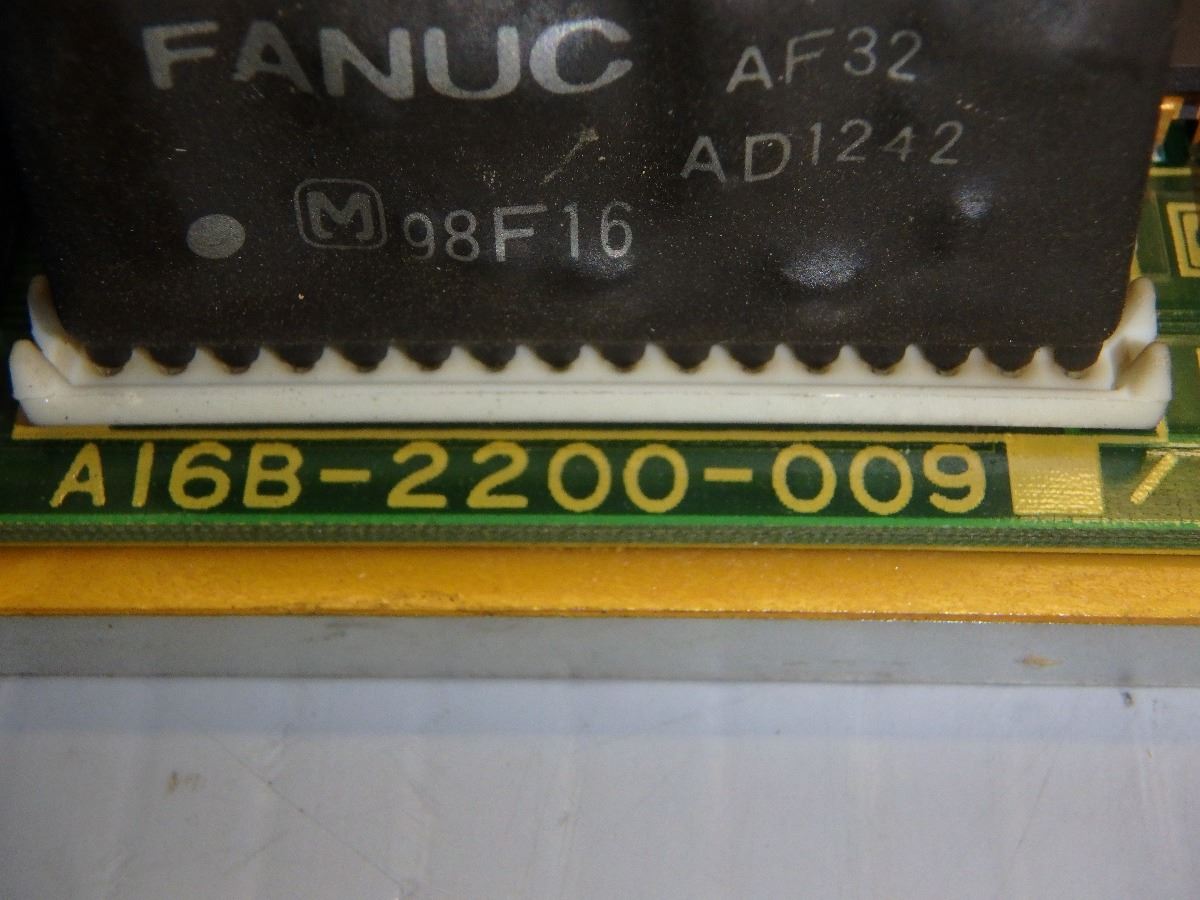 FANUC AF32
AD1242
M 98F16
A16B-2200-009 /